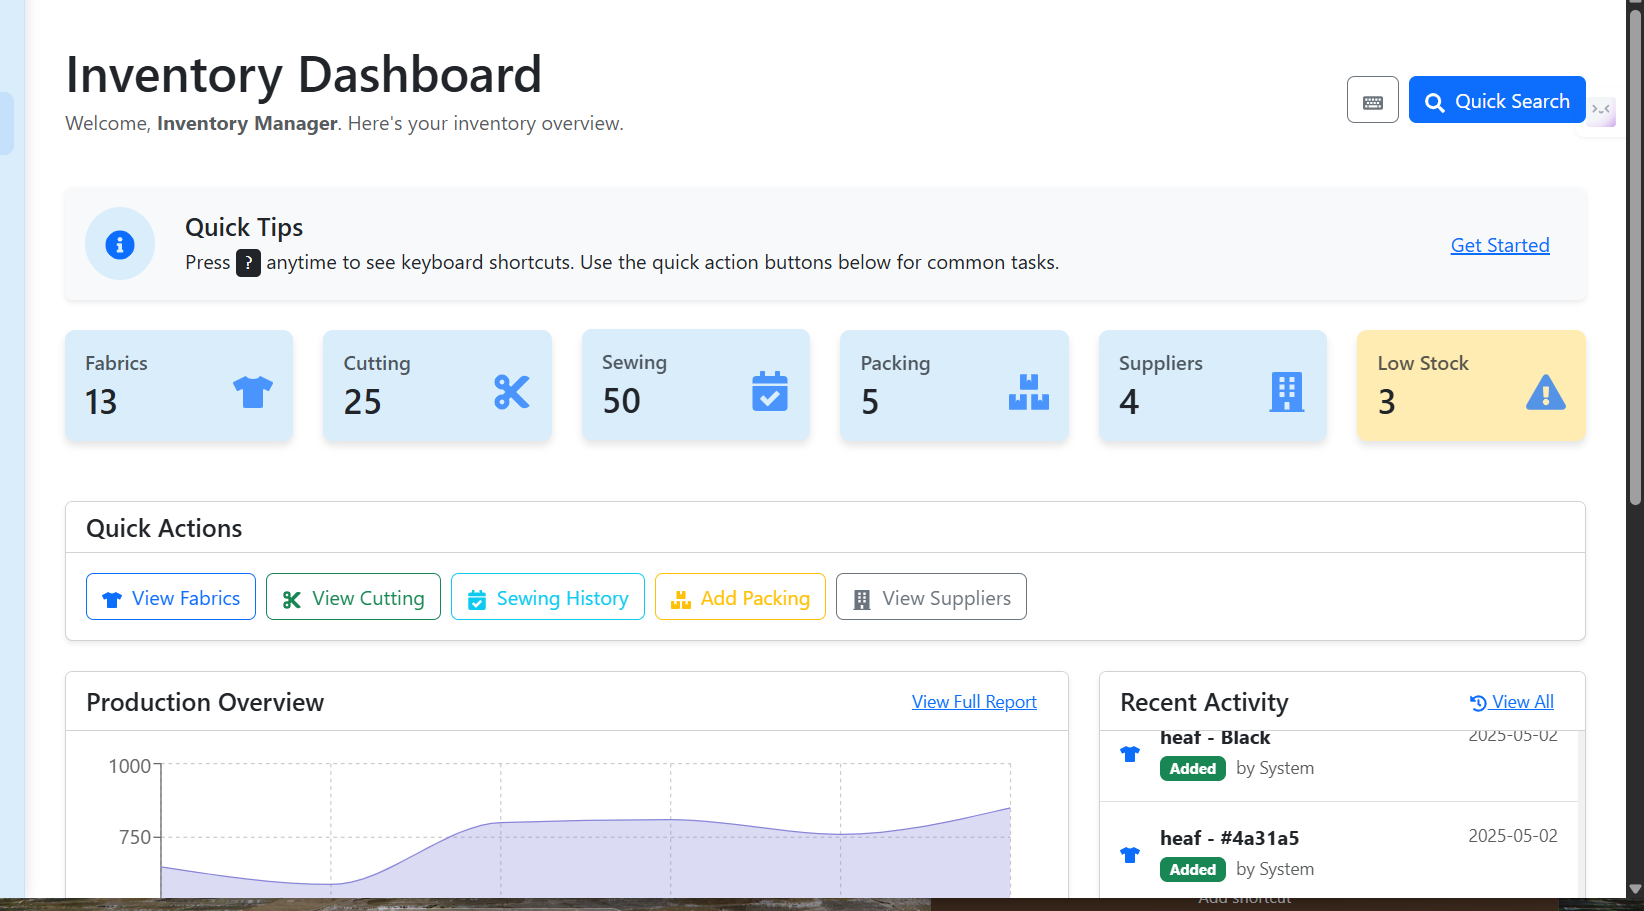 Inventory Dashboard
Welcome, Inventory Manager. Here's your inventory overview.
Quick Search
Quick Tips
Press ? anytime to see keyboard shortcuts. Use the quick action buttons below for common tasks.
Get Started
Fabrics
13
Cutting
25
Sewing
50
Packing
5
Suppliers
4
Low Stock
3
Quick Actions
View Fabrics
View Cutting
Sewing History
Add Packing
View Suppliers
Production Overview
View Full Report
1000
750
Recent Activity
View All
heaf - Black
2025-05-02
Added by System
heaf - #4a31a5
2025-05-02
Added by System
Add shortcut